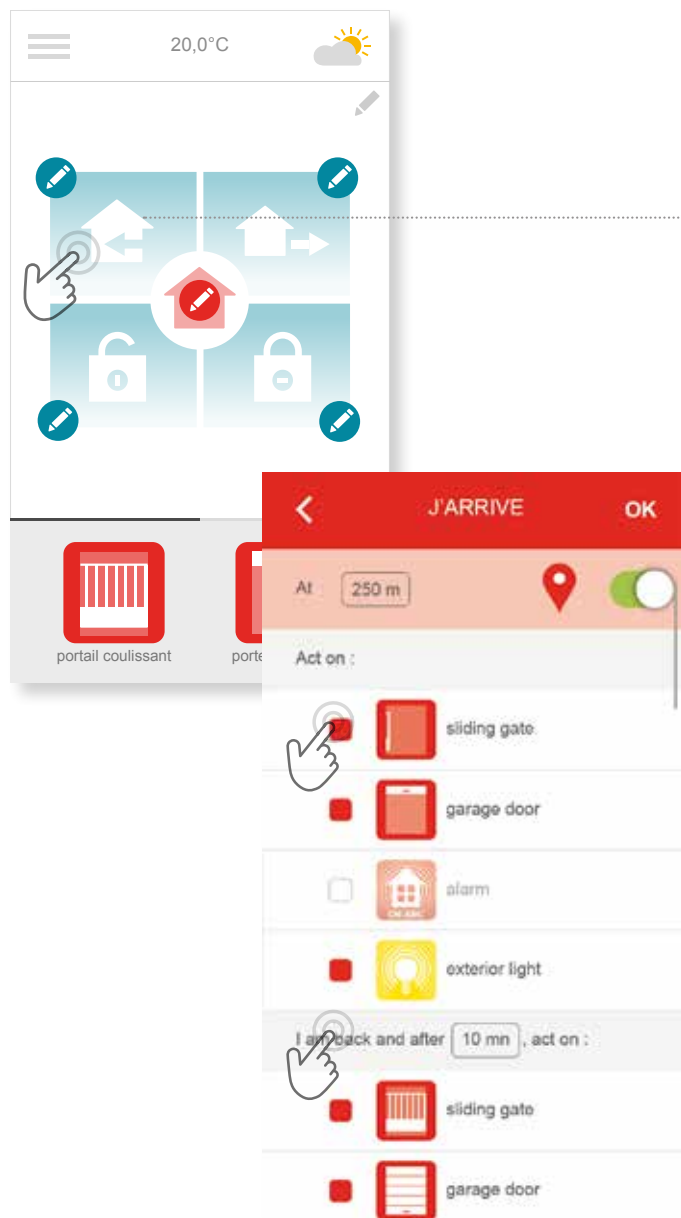 20,0°C
portail coulissant
porte
J'ARRIVE
OK
At
250 m
Act on :
sliding gate
garage door
alarm
exterior light
I am back and after 10 mn , act on :
sliding gate
garage door